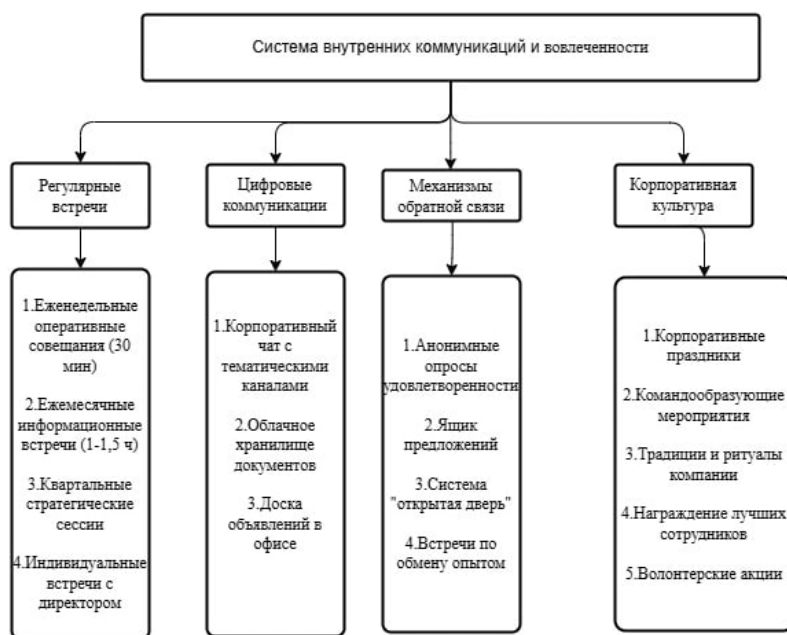 Система внутренних коммуникаций и вовлеченности
Регулярные
встречи
Цифровые
коммуникации
Механизмы
обратной связи
Корпоративная
культура
1.Еженедельные
оперативные
совещания (30
мин)
2.Ежемесячные
информационные
встречи (1-1,5 ч)
3.Квартальные
стратегические
сессии
4.Индивидуальные
встречи с
директором
1.Корпоративный
чат с
тематическими
каналами
2.Облачное
хранилище
документов
3.Доска
объявлений в
офисе
1.Анонимные
опросы
удовлетворенности
2.Ящик
предложений
3.Система
"открытая дверь"
4.Встречи по
обмену опытом
1.Корпоративные
праздники
2.Командообразующие
мероприятия
3.Традиции и ритуалы
компании
4.Награждение лучших
сотрудников
5.Волонтерские акции